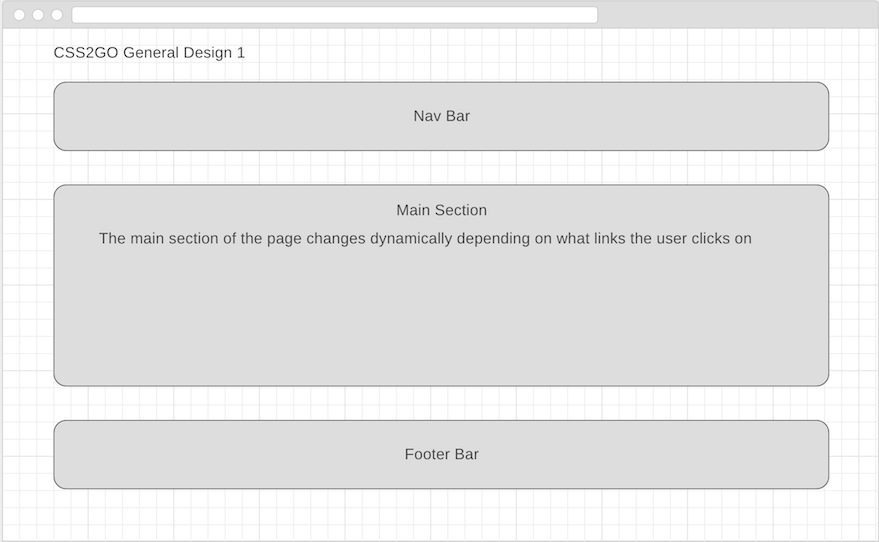 CSS2GO General Design 1
Nav Bar
Main Section
The main section of the page changes dynamically depending on what links the user clicks on
Footer Bar